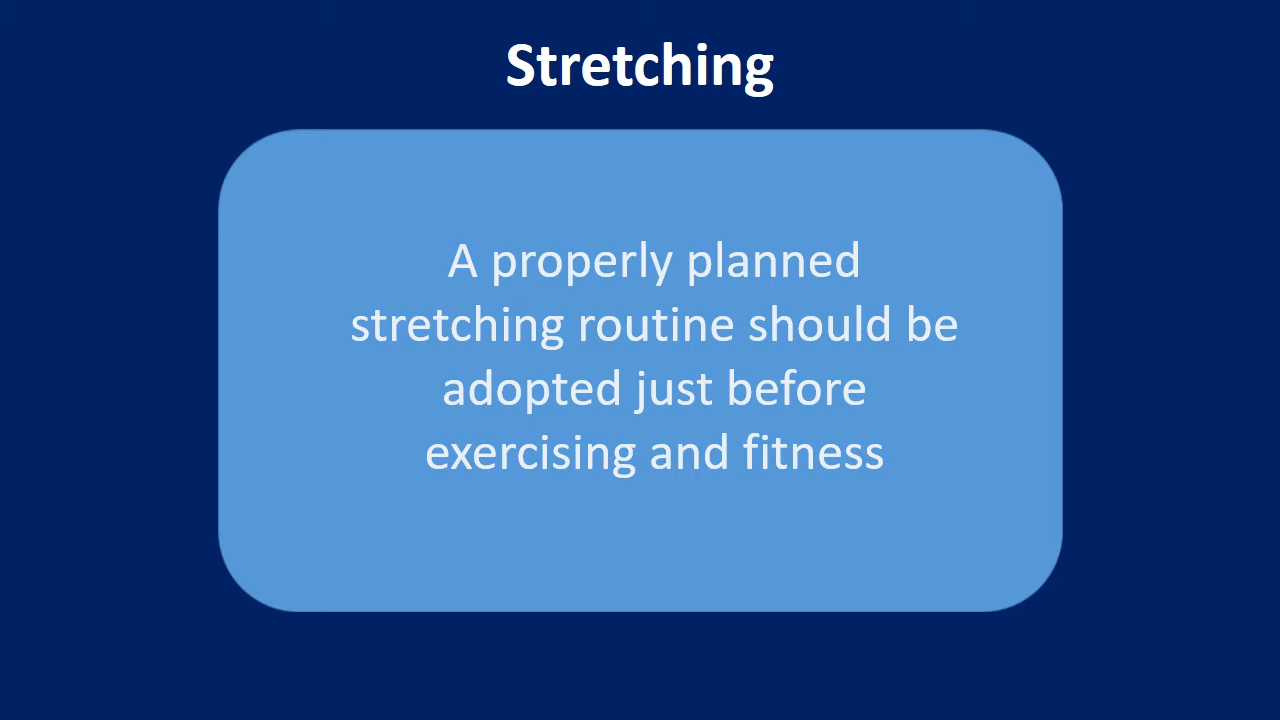 Stretching
A properly planned
stretching routine should be
adopted just before
exercising and fitness